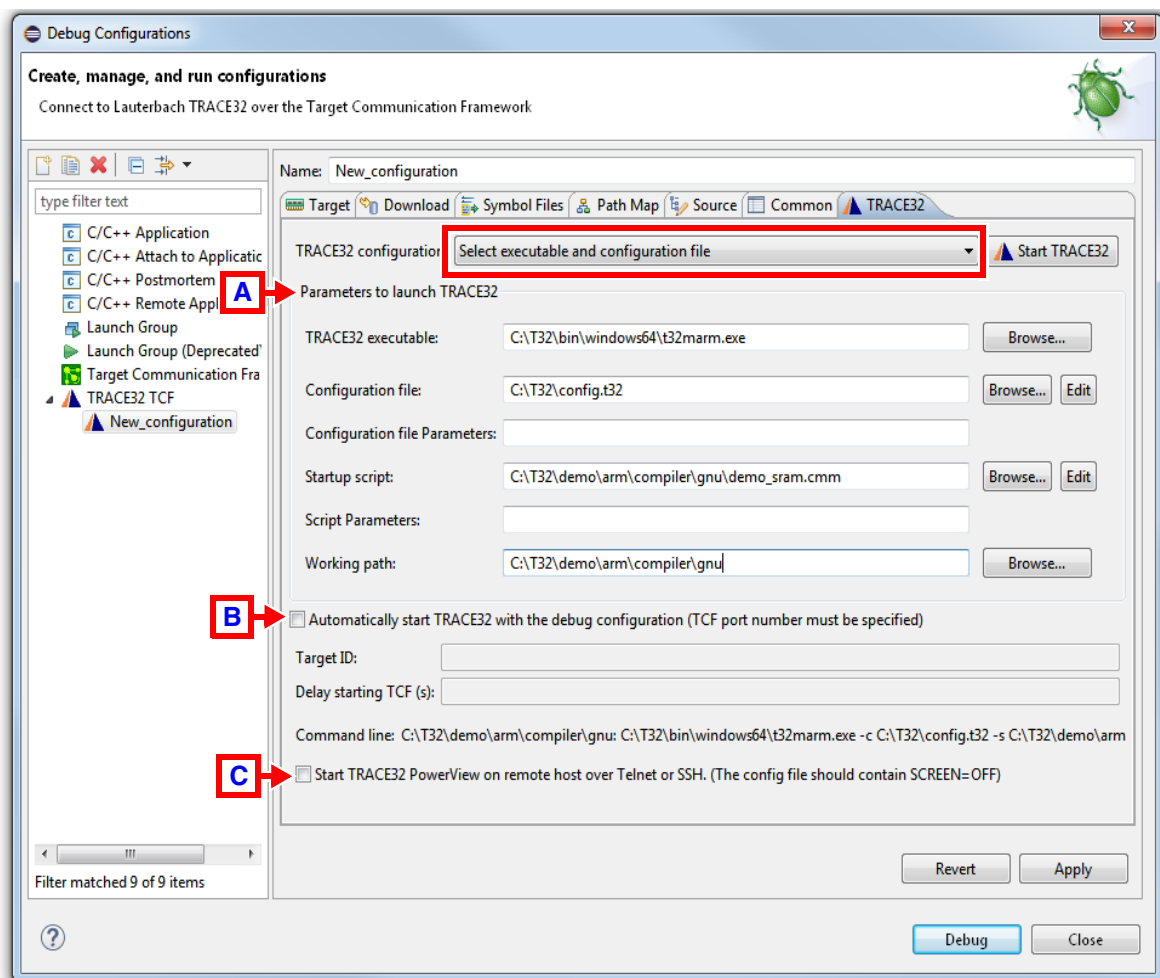 Debug Configurations
X
Create, manage, and run configurations
Connect to Lauterbach TRACE32 over the Target Communication Framework
type filter text
C/C++ Application
C/C++ Attach to Applicatic
C/C++ Postmortem
C/C++ Remote Appl
Launch Group
Launch Group (Deprecated)
Target Communication Fra
TRACE32 TCF
New_configuration
Filter matched 9 of 9 items
Name: New_configuration
Target Download Symbol Files Path Map Source Common TRACE32
TRACE32 configuration Select executable and configuration file Start TRACE32
A
Parameters to launch TRACE32
TRACE32 executable: C:\T32\bin\windows64\t32marm.exe Browse...
Configuration file: C:\T32\config.t32 Browse... Edit
Configuration file Parameters:
Startup script: C:\T32\demo\arm\compiler\gnu\demo_sram.cmm Browse... Edit
Script Parameters:
Working path: C:\T32\demo\arm\compiler\gnu Browse...
B
Automatically start TRACE32 with the debug configuration (TCF port number must be specified)
Target ID:
Delay starting TCF (s):
Command line: C:\T32\demo\arm\compiler\gnu: C:\T32\bin\windows64\t32marm.exe -c C:\T32\config.t32 -s C:\T32\demo\arm
C
Start TRACE32 PowerView on remote host over Telnet or SSH. (The config file should contain SCREEN=OFF)
Revert Apply
? Debug Close